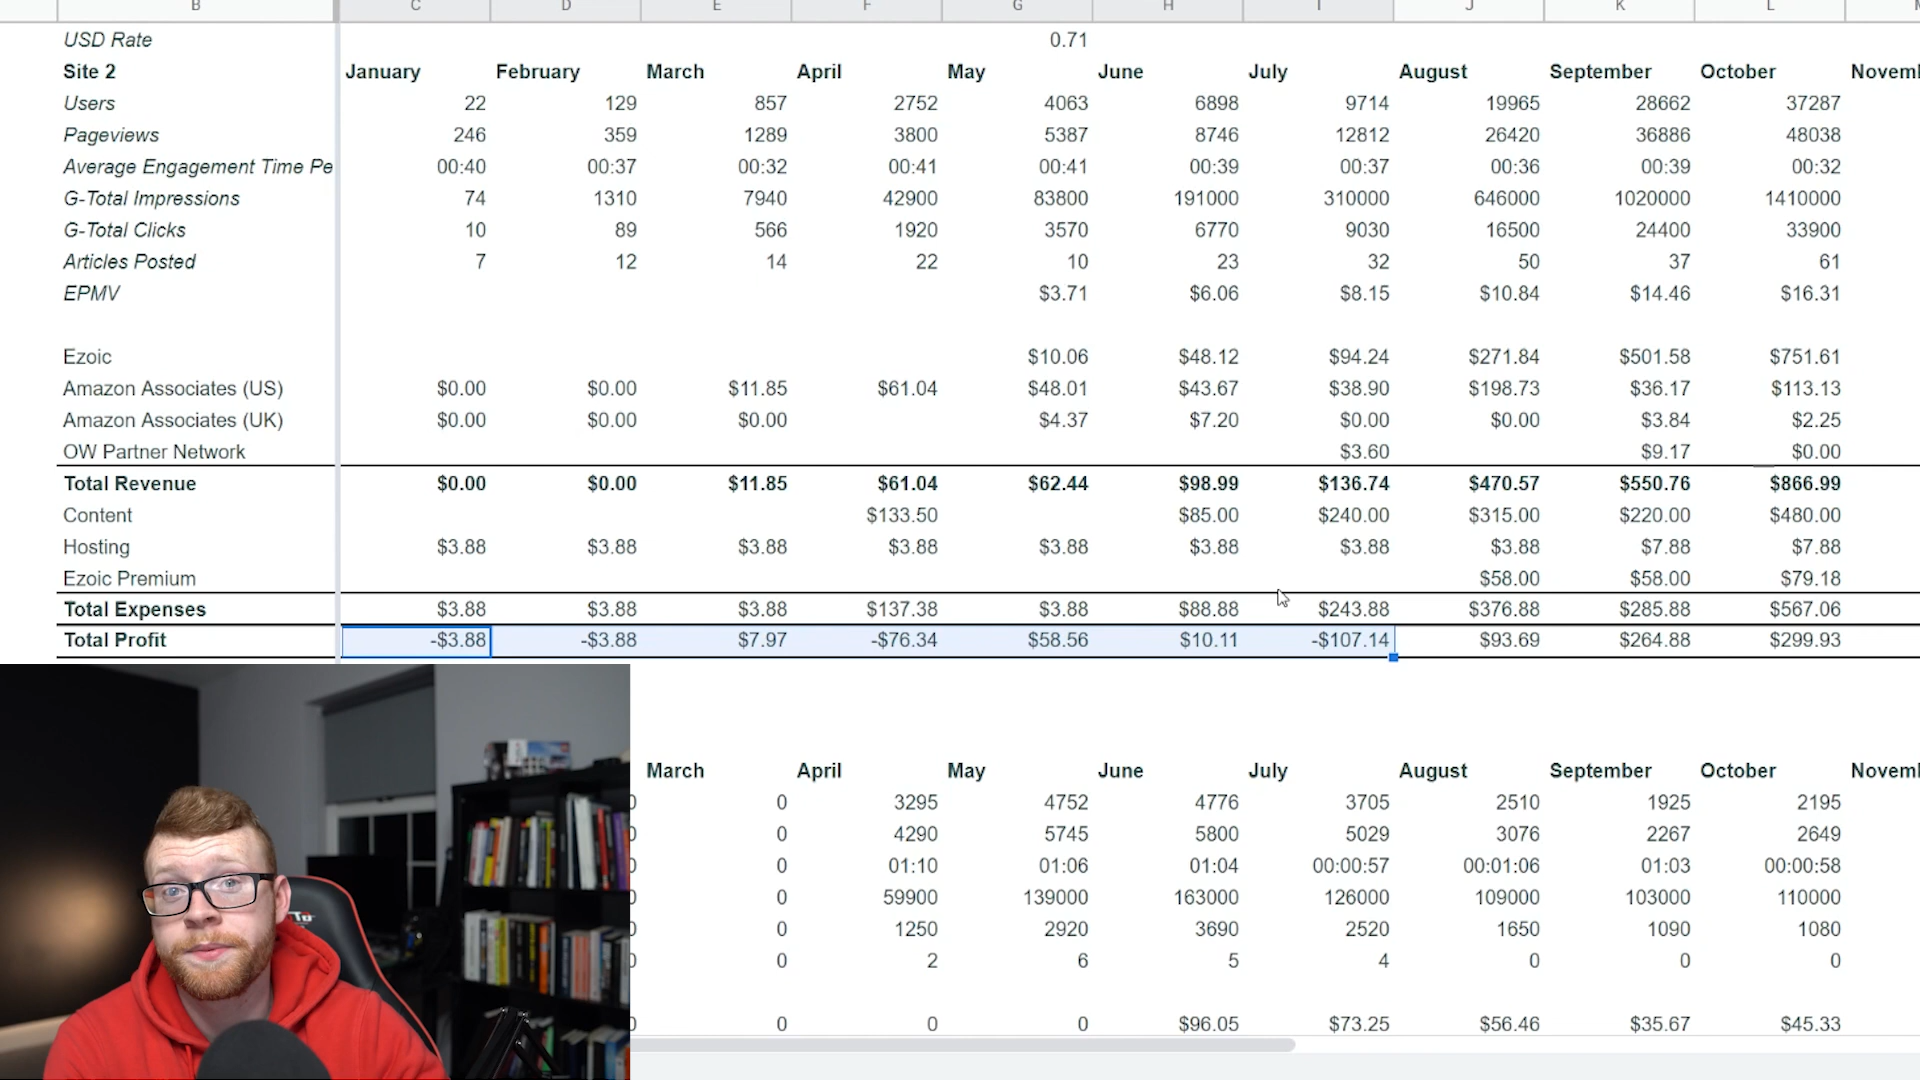 B C D E F G H I J K L
USD Rate 0.71
Site 2 January February March April May June July August September October Novem
Users 22 129 857 2752 4063 6898 9714 19965 28662 37287
Pageviews 246 359 1289 3800 5387 8746 12812 26420 36886 48038
Average Engagement Time Pe 00:40 00:37 00:32 00:41 00:41 00:39 00:37 00:36 00:39 00:32
G-Total Impressions 74 1310 7940 42900 83800 191000 310000 646000 1020000 1410000
G-Total Clicks 10 89 566 1920 3570 6770 9030 16500 24400 33900
Articles Posted 7 12 14 22 10 23 32 50 37 61
EPMV $3.71 $6.06 $8.15 $10.84 $14.46 $16.31
Ezoic $10.06 $48.12 $94.24 $271.84 $501.58 $751.61
Amazon Associates (US) $0.00 $0.00 $11.85 $61.04 $48.01 $43.67 $38.90 $198.73 $36.17 $113.13
Amazon Associates (UK) $0.00 $0.00 $0.00 $4.37 $7.20 $0.00 $0.00 $3.84 $2.25
OW Partner Network $3.60 $9.17 $0.00
Total Revenue $0.00 $0.00 $11.85 $61.04 $62.44 $98.99 $136.74 $470.57 $550.76 $866.99
Content $133.50 $85.00 $240.00 $315.00 $220.00 $480.00
Hosting $3.88 $3.88 $3.88 $3.88 $3.88 $3.88 $3.88 $3.88 $7.88 $7.88
Ezoic Premium $58.00 $58.00 $79.18
Total Expenses $3.88 $3.88 $3.88 $137.38 $3.88 $88.88 $243.88 $376.88 $285.88 $567.06
Total Profit -$3.88 -$3.88 $7.97 -$76.34 $58.56 $10.11 -$107.14 $93.69 $264.88 $299.93
March April May June July August September October Novem
0 3295 4752 4776 3705 2510 1925 2195
0 4290 5745 5800 5029 3076 2267 2649
0 01:10 01:06 01:04 00:00:57 00:01:06 01:03 00:00:58
0 59900 139000 163000 126000 109000 103000 110000
0 1250 2920 3690 2520 1650 1090 1080
0 2 6 5 4 0 0 0
0 0 0 $96.05 $73.25 $56.46 $35.67 $45.33